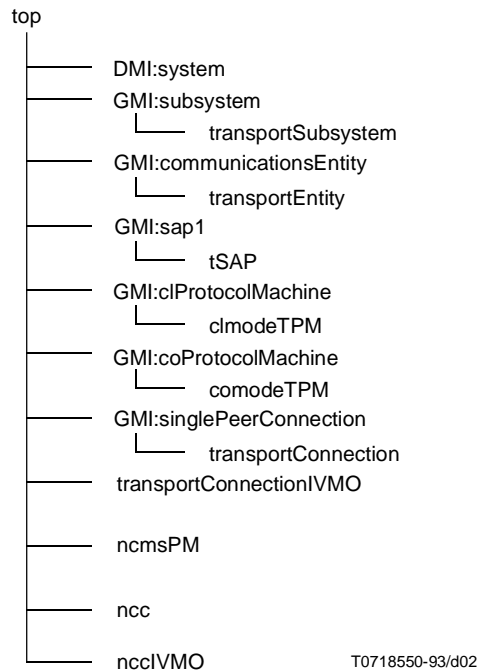 top
DMI:system
GMI:subsystem
transportSubsystem
GMI:communicationsEntity
transportEntity
GMI:sap1
tSAP
GMI:clProtocolMachine
clmodeTPM
GMI:coProtocolMachine
comodeTPM
GMI:singlePeerConnection
transportConnection
transportConnectionIVMO
ncmsPM
ncc
nccIVMO
T0718550-93/d02